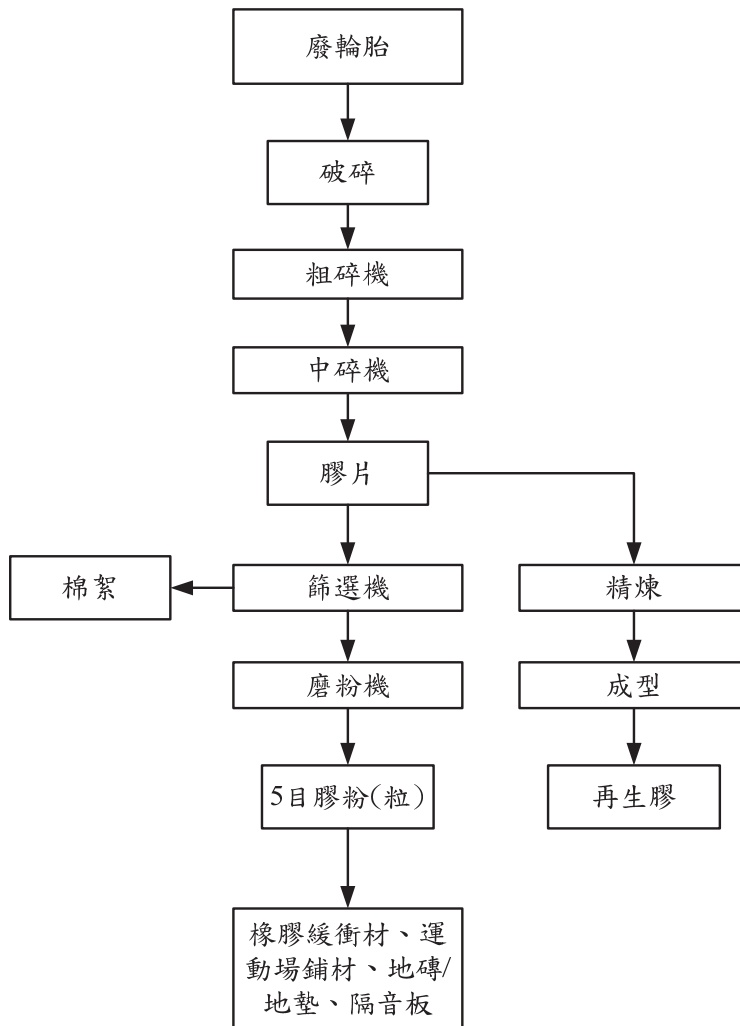 廢輪胎
破碎
粗碎機
中碎機
膠片
棉絮
篩選機
精煉
磨粉機
成型
5目膠粉(粒)
再生膠
橡膠緩衝材、運
動場鋪材、地磚/
地墊、隔音板